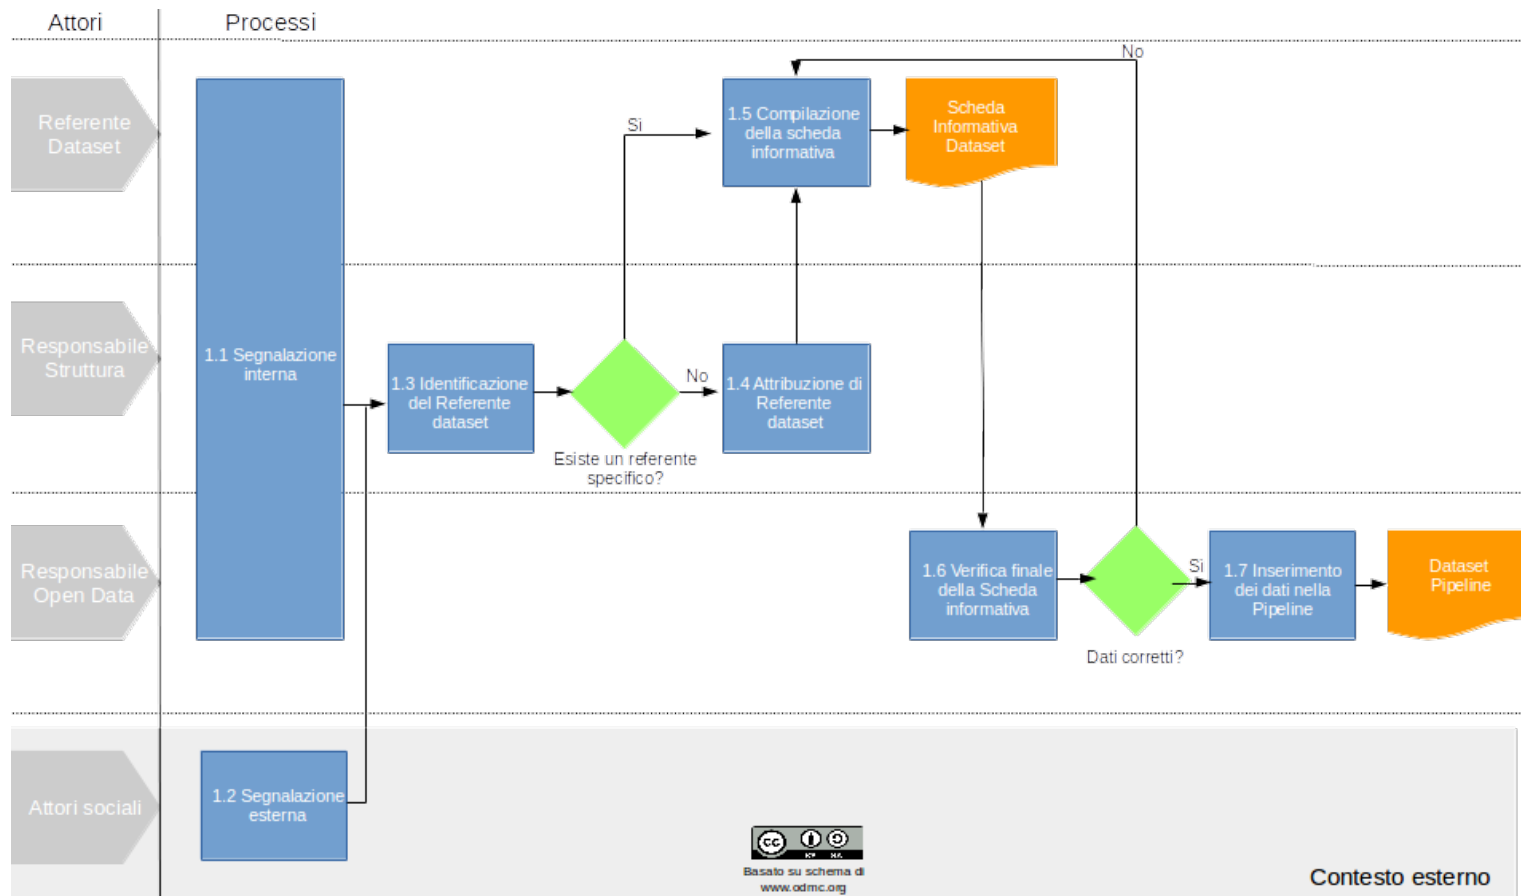 Attori
Processi
No
Referente
Dataset
Si
1.5 Compilazione
della scheda
informativa
Scheda
Informativa
Dataset
Responsabile
Struttura
1.1 Segnalazione
interna
1.3 Identificazione
del Referente
dataset
No
1.4 Attribuzione di
Referente
dataset
Esiste un referente
specifico?
Responsabile
Open Data
1.6 Verifica finale
della Scheda
informativa
Si
1.7 Inserimento
dei dati nella
Pipeline
Dataset
Pipeline
Dati corretti?
Attori sociali
1.2 Segnalazione
esterna
cc
Basato su schema di
www.odmc.org
Contesto esterno